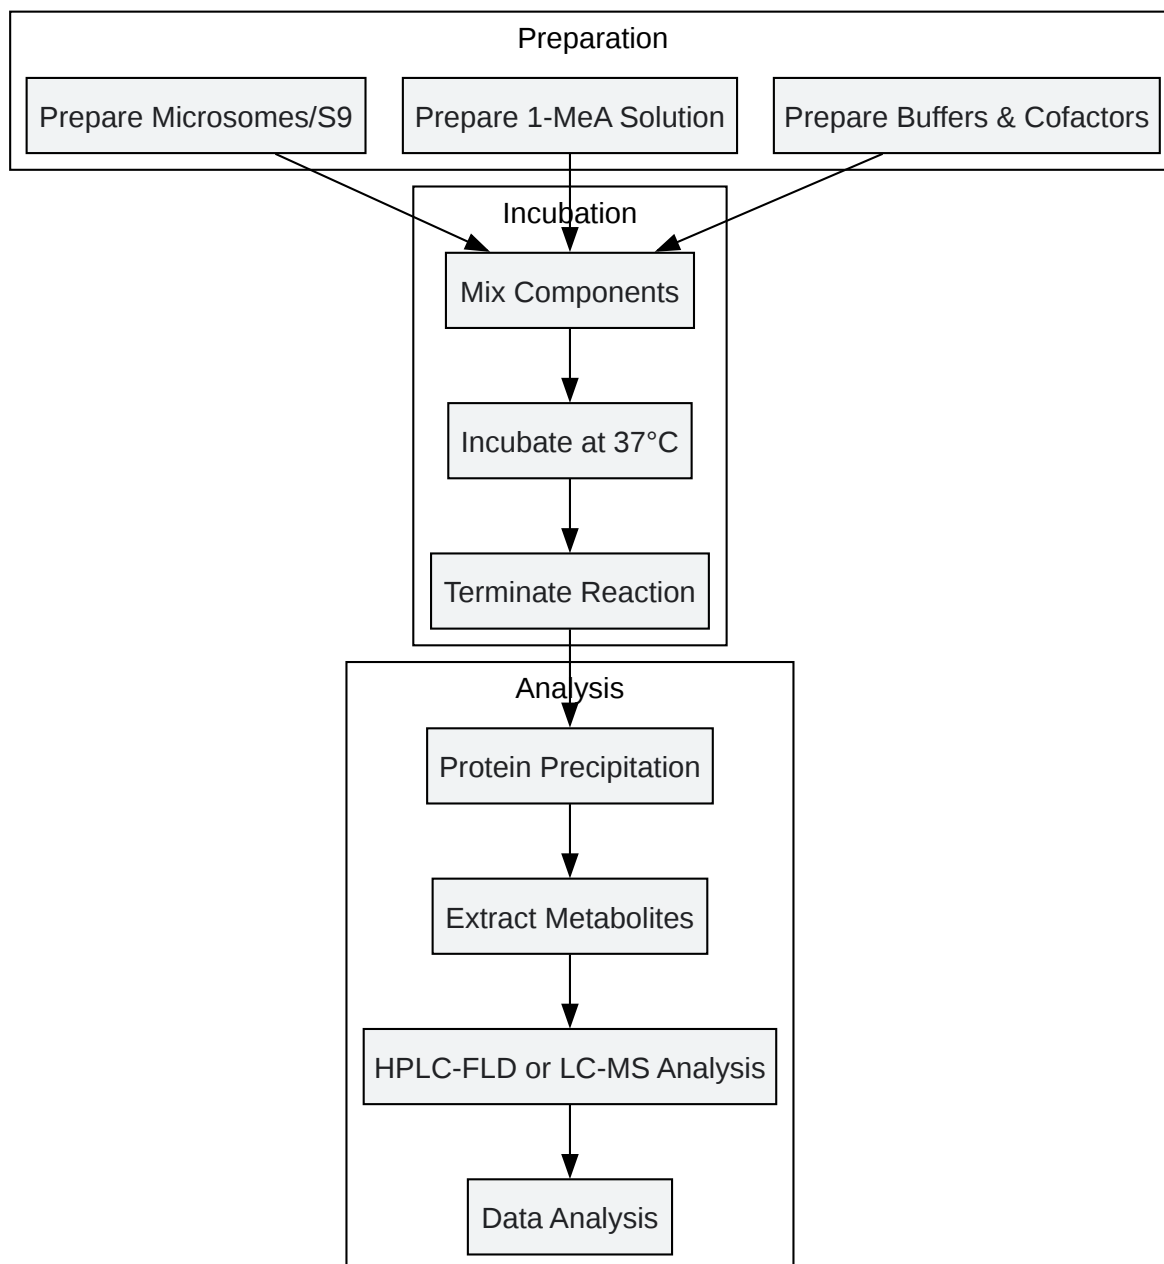 Preparation
Prepare Microsomes/S9
Prepare 1-MeA Solution
Prepare Buffers & Cofactors
Incubation
Mix Components
Incubate at 37°C
Terminate Reaction
Analysis
Protein Precipitation
Extract Metabolites
HPLC-FLD or LC-MS Analysis
Data Analysis